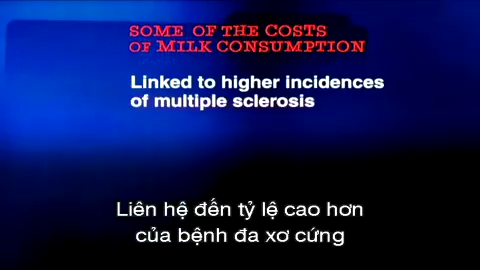 SOME OF THE COSTS
OF MILK CONSUMPTION
Linked to higher incidences
of multiple sclerosis
Liên hệ đến tỷ lệ cao hơn
của bệnh đa xơ cứng